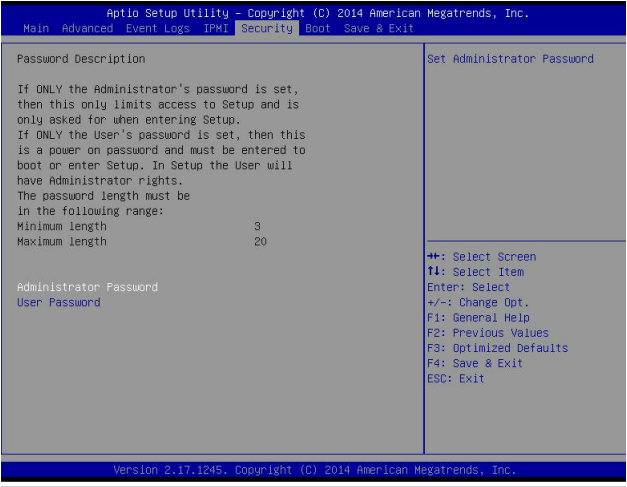 Aptio Setup Utility – Copyright (C) 2014 American Megatrends, Inc.
Main Advanced Event Logs IPMI Security Boot Save & Exit
Password Description
If ONLY the Administrator's password is set,
then this only limits access to Setup and is
only asked for when entering Setup.
If ONLY the User's password is set, then this
is a power on password and must be entered to
boot or enter Setup. In Setup the User will
have Administrator rights.
The password length must be
in the following range:
Minimum length 3
Maximum length 20
Administrator Password
User Password
Set Administrator Password
→←: Select Screen
↑↓: Select Item
Enter: Select
+/-: Change Opt.
F1: General Help
F2: Previous Values
F3: Optimized Defaults
F4: Save & Exit
ESC: Exit
Version 2.17.1245. Copyright (C) 2014 American Megatrends, Inc.